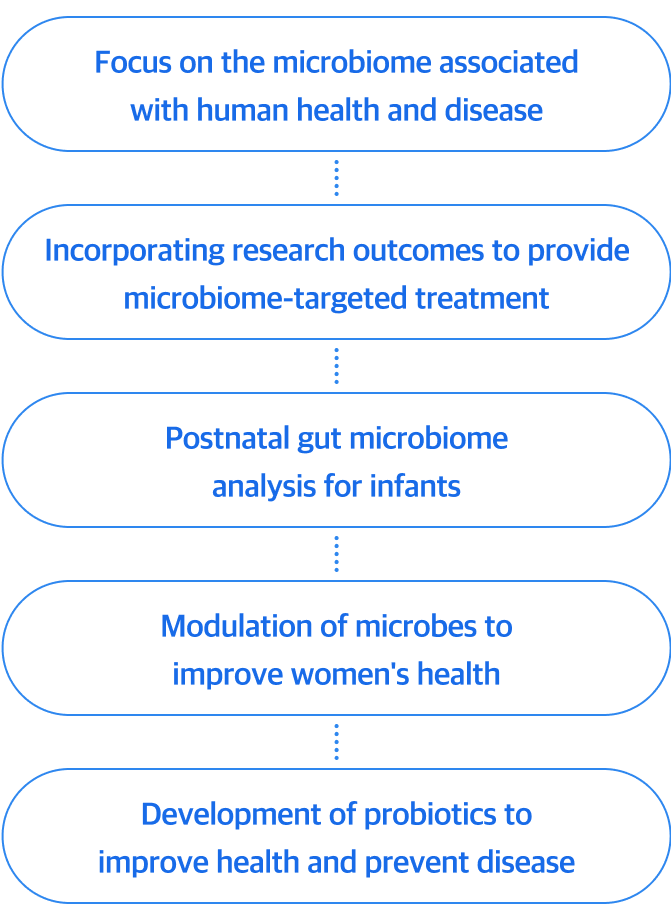 Focus on the microbiome associated
with human health and disease
Incorporating research outcomes to provide
microbiome-targeted treatment
Postnatal gut microbiome
analysis for infants
Modulation of microbes to
improve women's health
Development of probiotics to
improve health and prevent disease